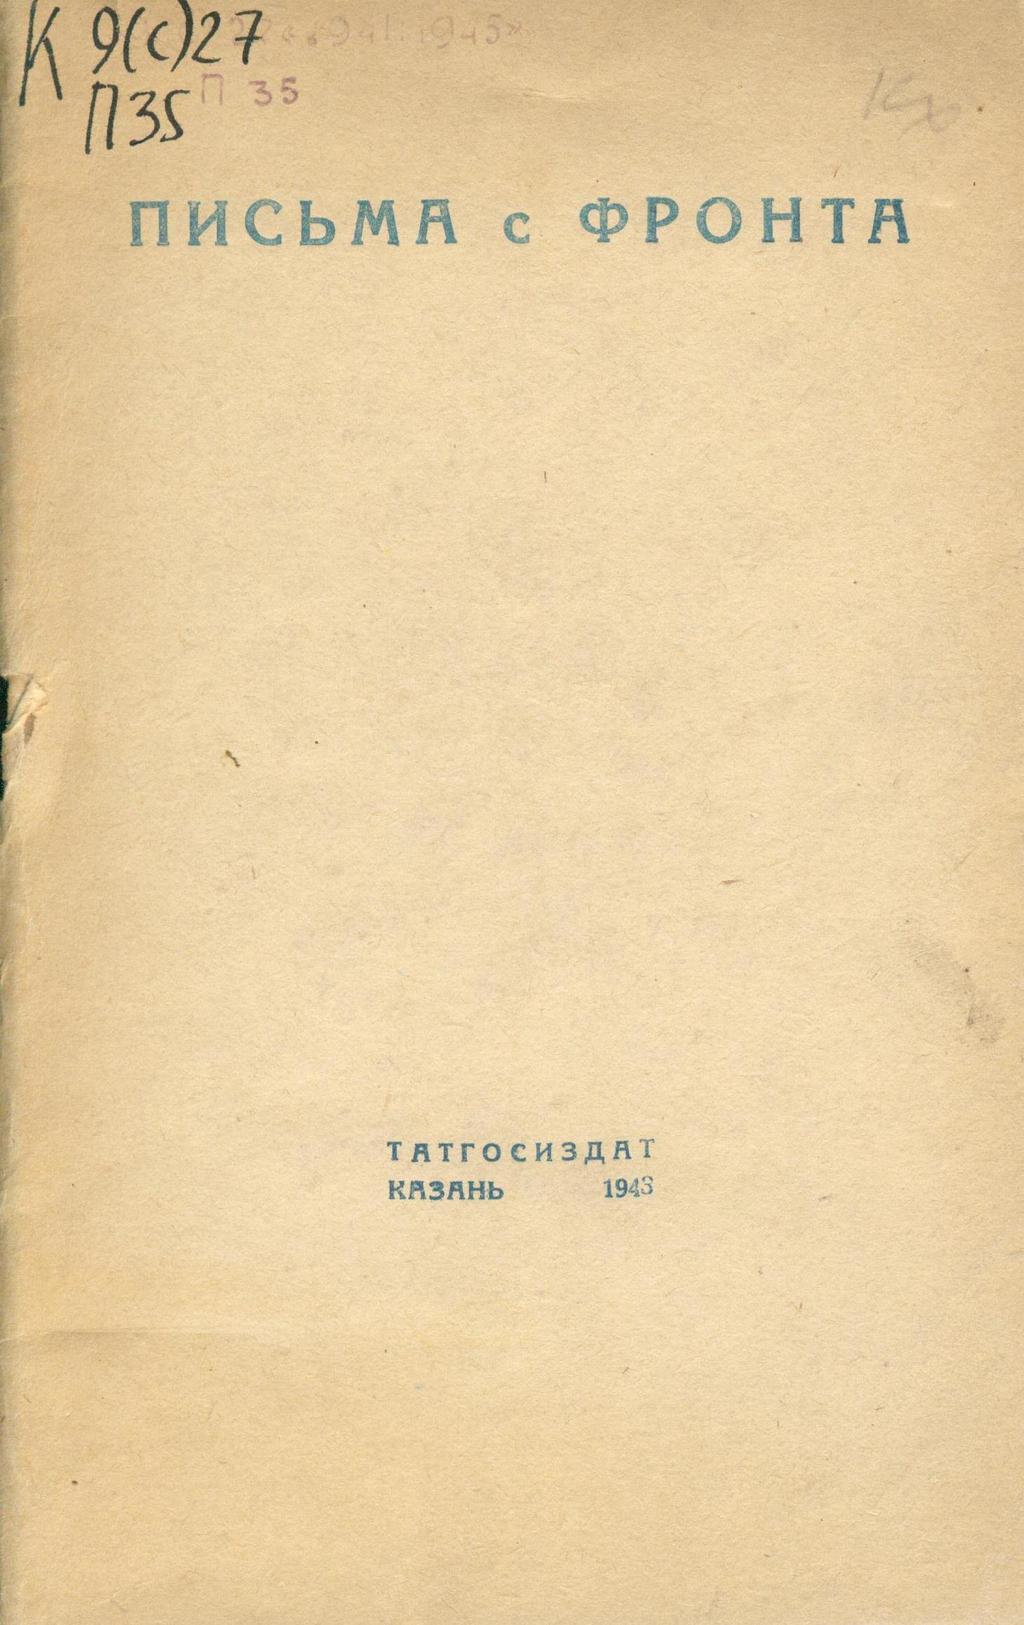 К 9(с)27
П35
П 35
ПИСЬМА с ФРОНТА
ТАТГОСИЗДАТ
КАЗАНЬ 1943